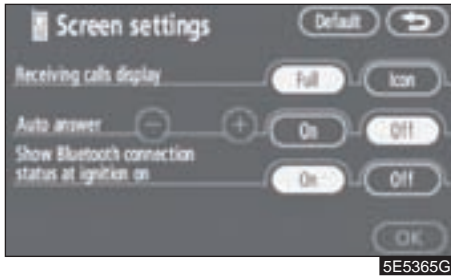 Screen settings
Default
Receiving calls display
Full
Icon
Auto answer
On
Off
Show Bluetooth connection
status at ignition on
On
Off
OK
5E5365G